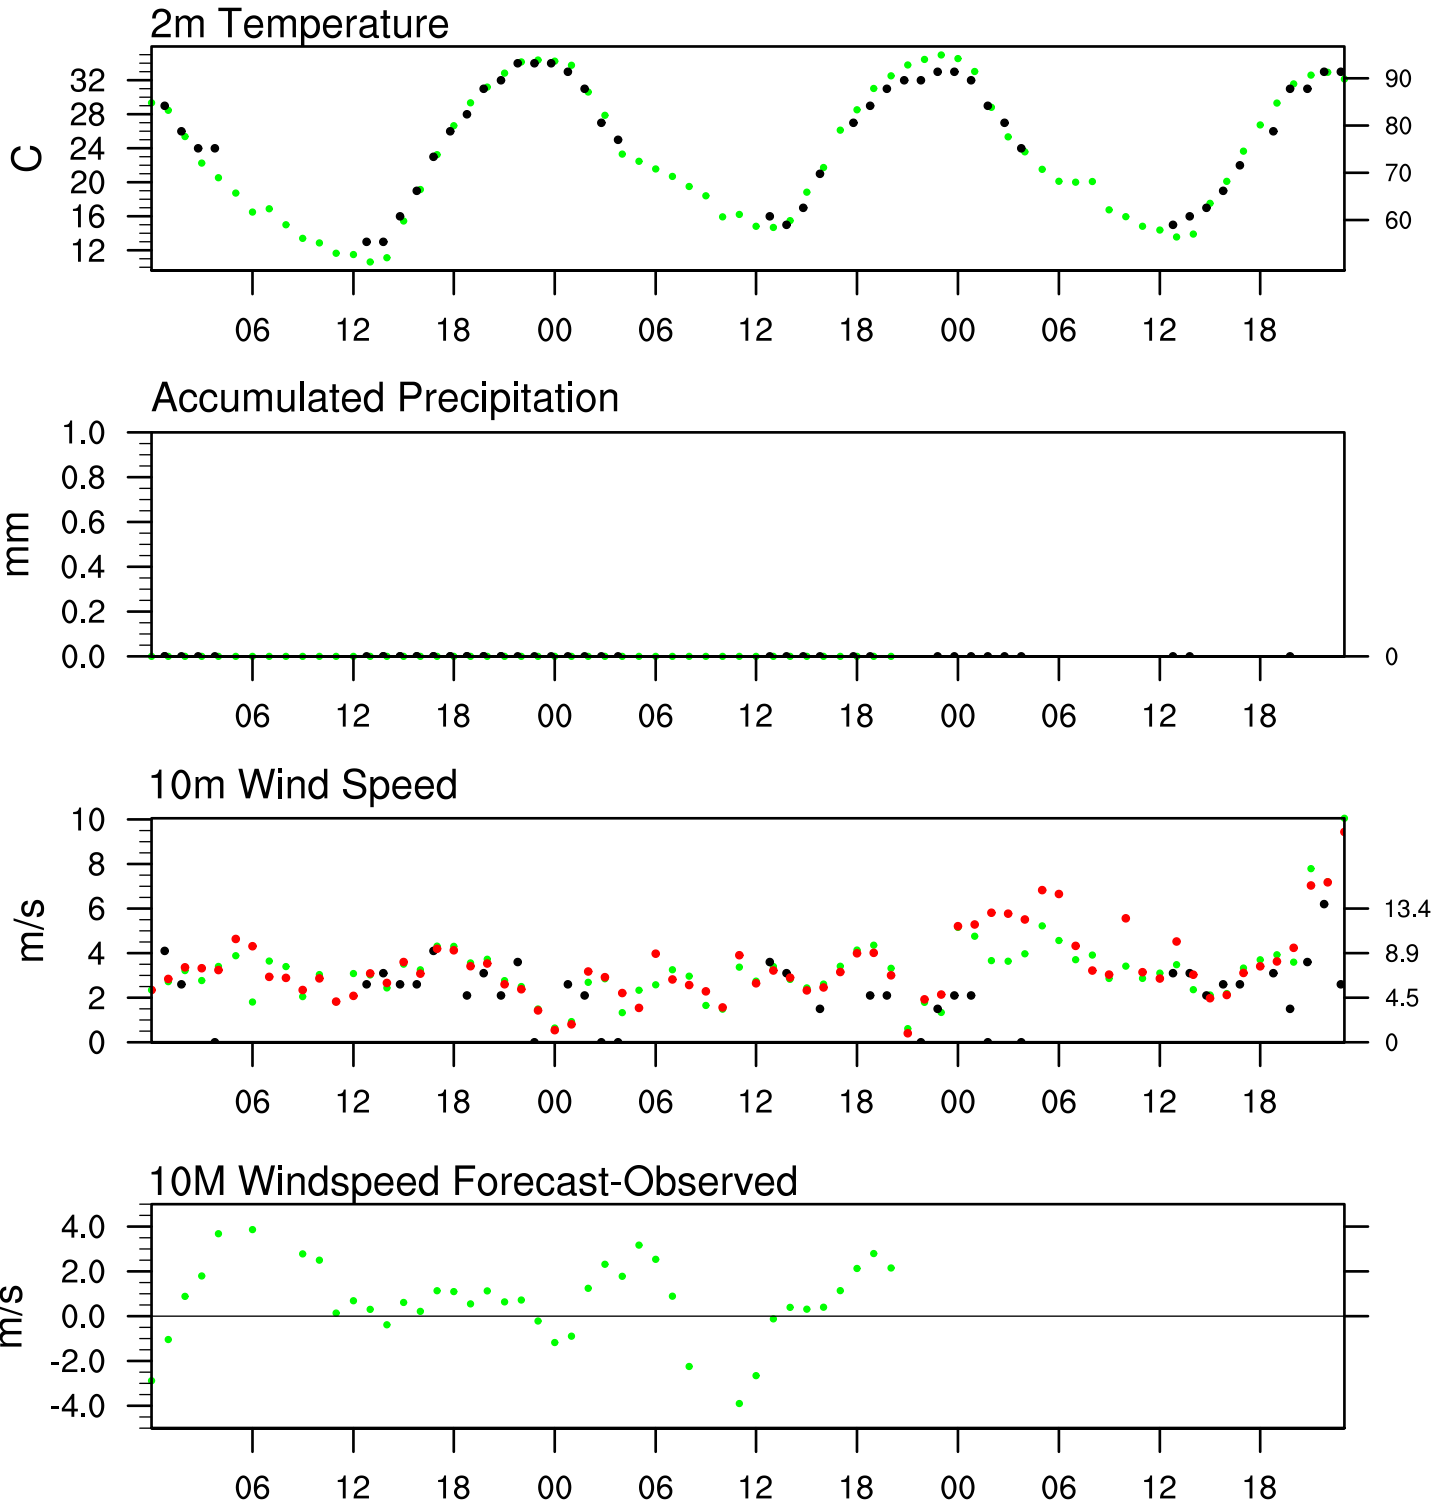 2m Temperature
C
32
28
24
20
16
12
90
80
70
60
06 12 18 00 06 12 18 00 06 12 18
Accumulated Precipitation
mm
1.0
0.8
0.6
0.4
0.2
0.0
0
06 12 18 00 06 12 18 00 06 12 18
10m Wind Speed
m/s
10
8
6
4
2
0
13.4
8.9
4.5
0
06 12 18 00 06 12 18 00 06 12 18
10M Windspeed Forecast-Observed
m/s
4.0
2.0
0.0
-2.0
-4.0
06 12 18 00 06 12 18 00 06 12 18